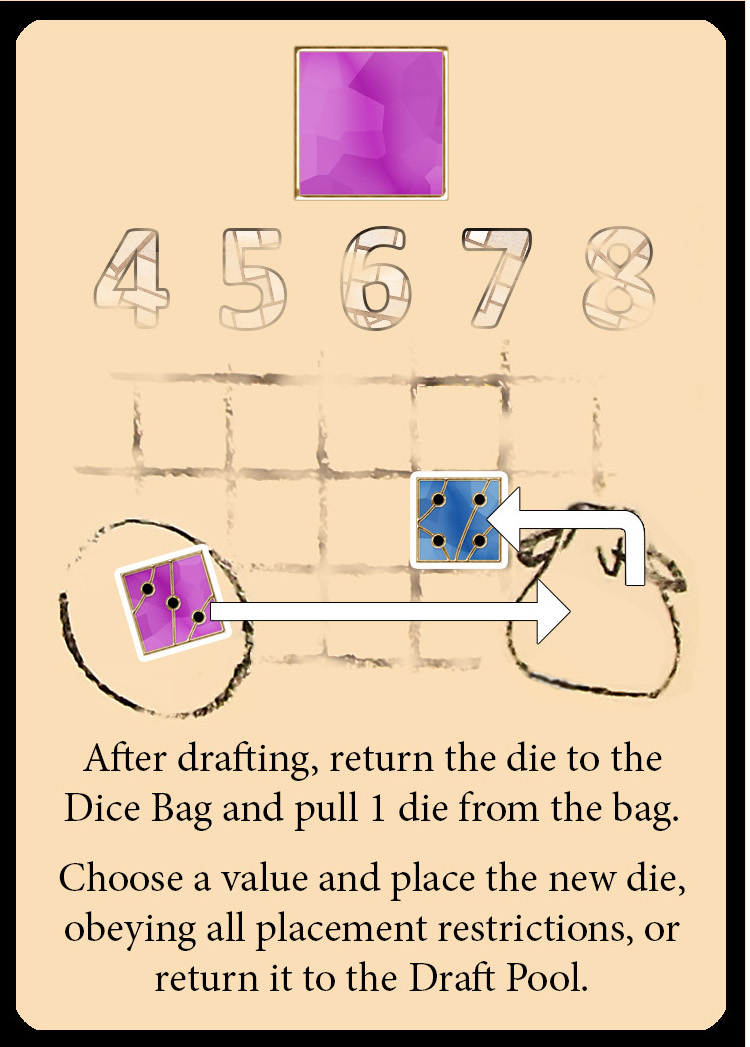 4 5 6 7 8
After drafting, return the die to the
Dice Bag and pull 1 die from the bag.
Choose a value and place the new die,
obeying all placement restrictions, or
return it to the Draft Pool.